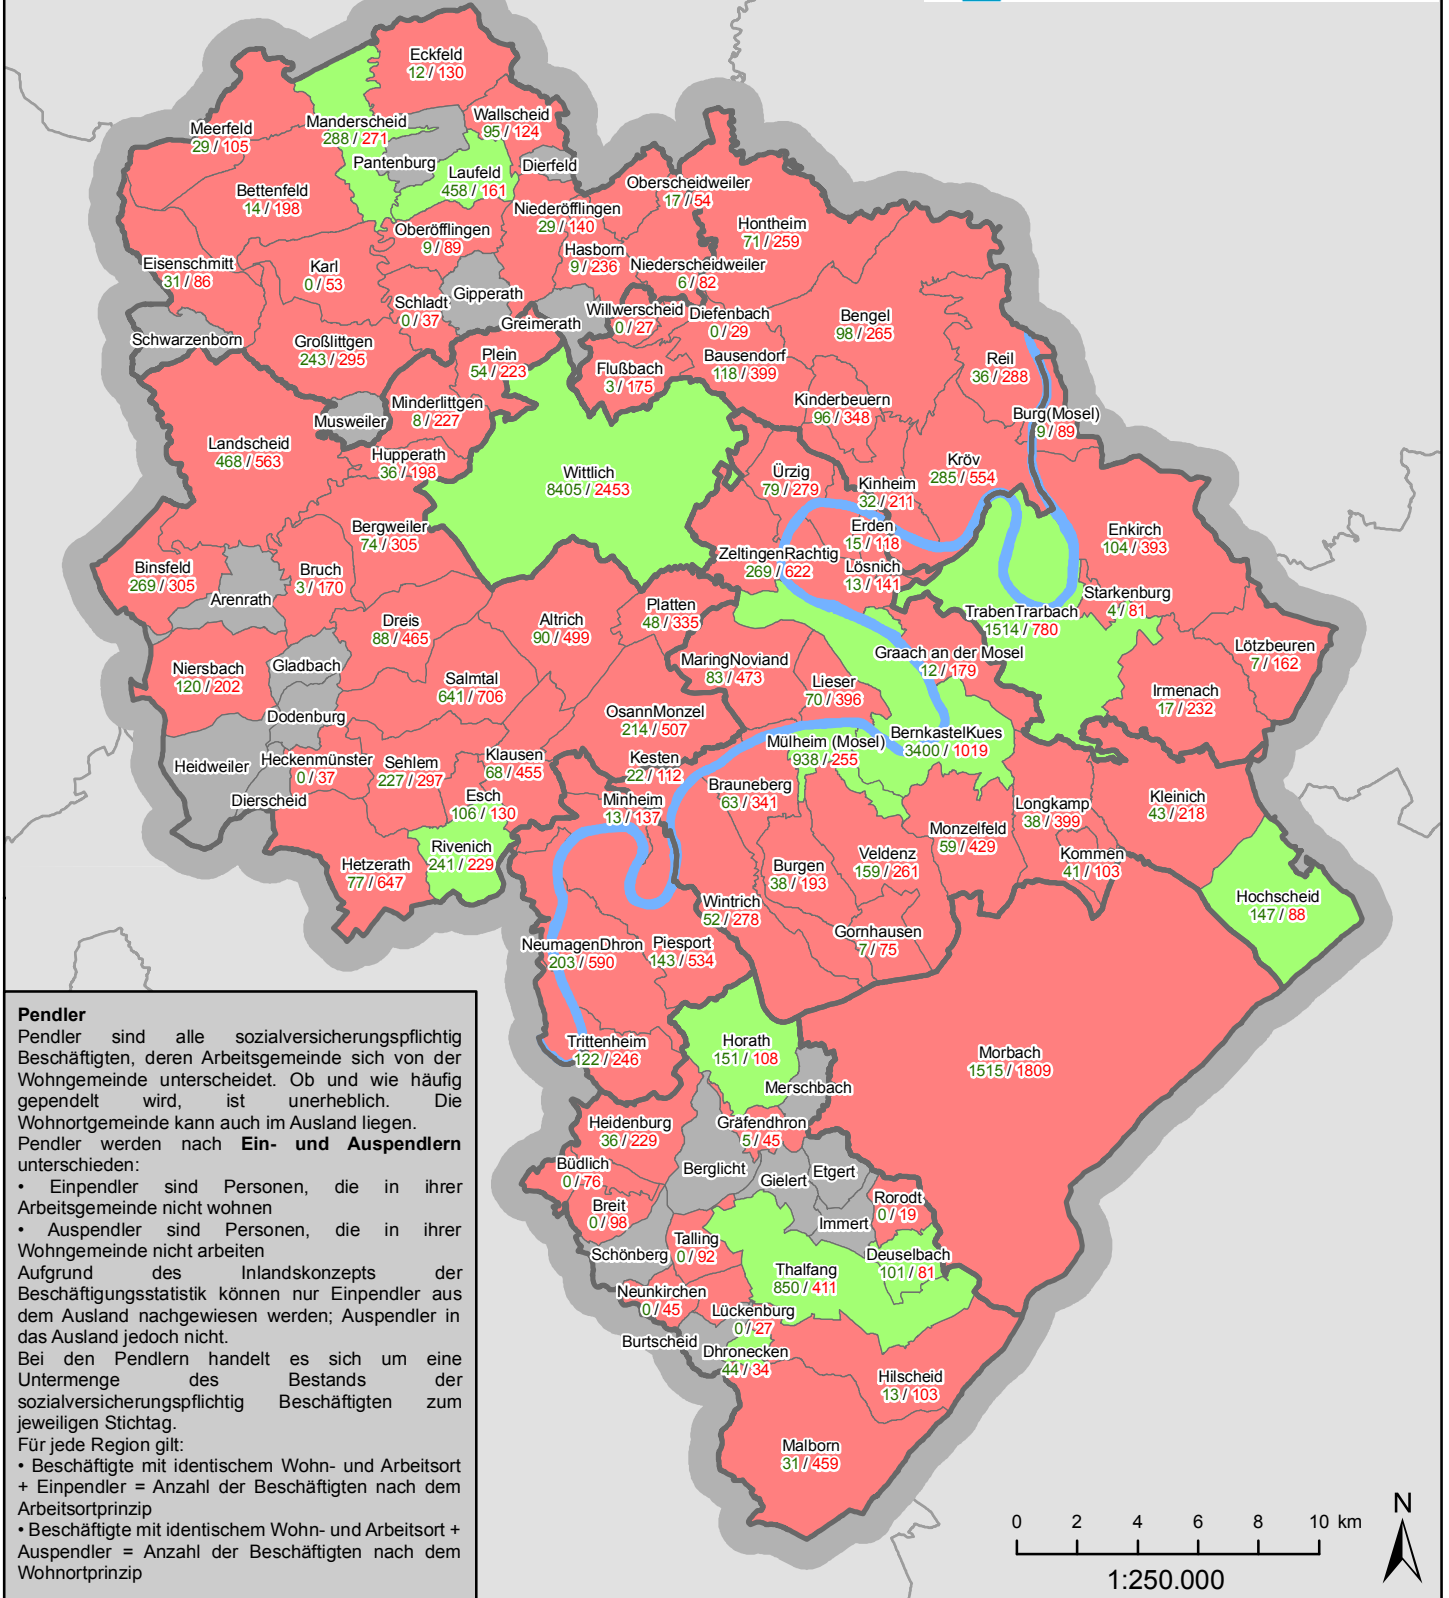 Eckfeld
12 / 130
Manderscheid
288 / 271
Wallscheid
95 / 124
Meerfeld
29 / 105
Pantenburg
Dierfeld
Laufeld
458 / 161
Bettenfeld
14 / 198
Oberscheidweiler
17 / 54
Niederöfflingen
29 / 140
Hontheim
71 / 259
Oberöfflingen
9 / 89
Hasborn
9 / 236
Niederscheidweiler
6 / 82
Eisenschmitt
31 / 86
Karl
0 / 53
Gipperath
Schladt
0 / 37
Willwerscheid
0 / 27
Diefenbach
0 / 29
Bengel
98 / 265
Greimerath
Schwarzenborn
Großlittgen
243 / 295
Plein
54 / 223
Flußbach
3 / 175
Bausendorf
118 / 399
Reil
36 / 288
Minderlittgen
8 / 227
Kinderbeuern
96 / 348
Musweiler
Burg(Mosel)
9 / 89
Landscheid
468 / 563
Hupperath
36 / 198
Wittlich
8405 / 2453
Ürzig
79 / 279
Kröv
285 / 554
Kinheim
32 / 211
Bergweiler
74 / 305
Erden
15 / 118
Enkirch
104 / 393
ZeltingenRachtig
269 / 622
Lösnich
13 / 141
Binsfeld
269 / 305
Bruch
3 / 170
Arenrath
Starkenburg
4 / 81
Platten
48 / 335
TrabenTrarbach
1514 / 780
Dreis
88 / 465
Altrich
90 / 499
Lötzbeuren
7 / 162
Graach an der Mosel
12 / 179
MaringNoviand
83 / 473
Niersbach
120 / 202
Gladbach
Salmtal
641 / 706
Lieser
70 / 396
Irmenach
17 / 232
Dodenburg
OsannMonzel
214 / 507
BernkastelKues
3400 / 1019
Mülheim (Mosel)
938 / 255
Heidweiler
Heckenmünster
0 / 37
Sehlem
227 / 297
Klausen
68 / 455
Kesten
22 / 112
Brauneberg
63 / 341
Dierscheid
Esch
106 / 130
Minheim
13 / 137
Longkamp
38 / 399
Kleinich
43 / 218
Monzelfeld
59 / 429
Rivenich
241 / 229
Hetzerath
77 / 647
Burgen
38 / 193
Veldenz
159 / 261
Kommen
41 / 103
Hochscheid
147 / 88
Wintrich
52 / 278
Gornhausen
7 / 75
NeumagenDhron
203 / 590
Piesport
143 / 534
Trittenheim
122 / 246
Horath
151 / 108
Morbach
1515 / 1809
Merschbach
Heidenburg
36 / 229
Gräfendhron
5 / 45
Büdlich
0 / 76
Berglicht
Gielert
Etgert
Breit
0 / 98
Rorodt
0 / 19
Immert
Talling
0 / 92
Schönberg
Deuselbach
101 / 81
Thalfang
850 / 411
Neunkirchen
0 / 45
Lückenburg
0 / 27
Burtscheid
Dhronecken
44 / 34
Hilscheid
13 / 103
Malborn
31 / 459
Pendler
Pendler sind alle sozialversicherungspflichtig
Beschäftigten, deren Arbeitsgemeinde sich von der
Wohngemeinde unterscheidet. Ob und wie häufig
gependelt wird, ist unerheblich. Die
Wohnortgemeinde kann auch im Ausland liegen.
Pendler werden nach Ein- und Auspendlern
unterschieden:
• Einpendler sind Personen, die in ihrer
Arbeitsgemeinde nicht wohnen
• Auspendler sind Personen, die in ihrer
Wohngemeinde nicht arbeiten
Aufgrund des Inlandskonzepts der
Beschäftigungsstatistik können nur Einpendler aus
dem Ausland nachgewiesen werden; Auspendler in
das Ausland jedoch nicht.
Bei den Pendlern handelt es sich um eine
Untermenge des Bestands der
sozialversicherungspflichtig Beschäftigten zum
jeweiligen Stichtag.
Für jede Region gilt:
• Beschäftigte mit identischem Wohn- und Arbeitsort
+ Einpendler = Anzahl der Beschäftigten nach dem
Arbeitsortprinzip
• Beschäftigte mit identischem Wohn- und Arbeitsort +
Auspendler = Anzahl der Beschäftigten nach dem
Wohnortprinzip
N
0 2 4 6 8 10 km
1:250.000